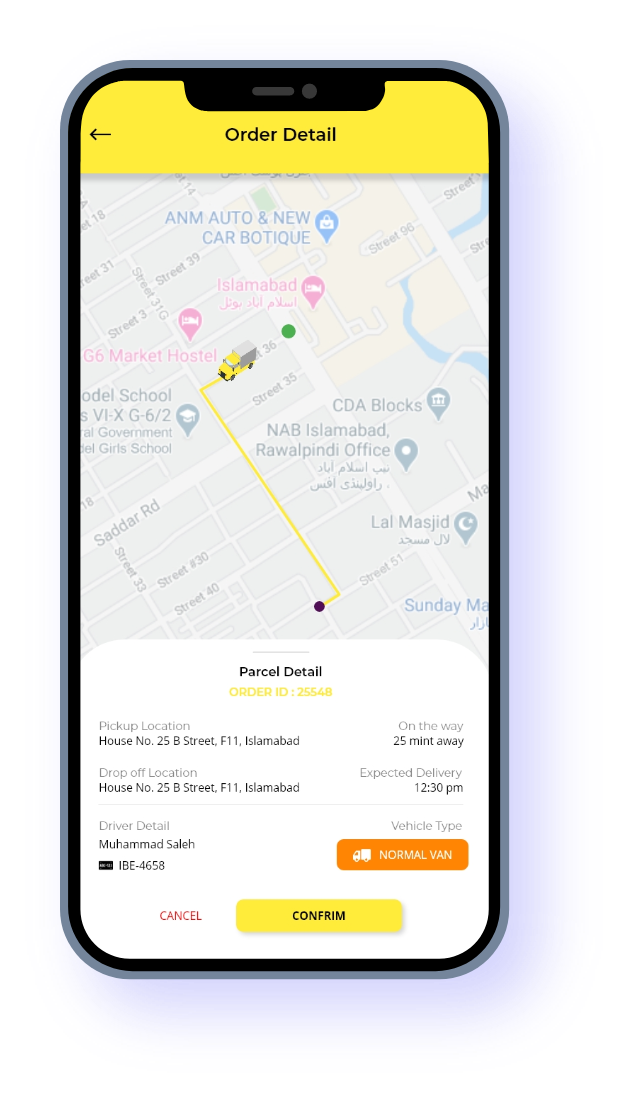 Order Detail
Street 14
Street 18
ANM AUTO & NEW
CAR BOTIQUE
Street 96
Street 31
Street 39
Street 31G
Islamabad
اسلام آباد ہوٹل
Street 3
G6 Market Hostel
36
Street 35
odel School
s VI-X G-6/2
ral Government
del Girls School
CDA Blocks
NAB Islamabad,
Rawalpindi Office
نیب اسلام آباد
راولپنڈی آفس .
Saddar Rd
Ma
Lal Masjid
لال مسجد
Street #30
Street 33
Street 40
Street 51
Sunday Ma
Parcel Detail
ORDER ID : 25548
Pickup Location
On the way
House No. 25 B Street, F11, Islamabad
25 mint away
Drop off Location
Expected Delivery
House No. 25 B Street, F11, Islamabad
12:30 pm
Driver Detail
Vehicle Type
Muhammad Saleh
NORMAL VAN
IBE-4658
CANCEL
CONFRIM